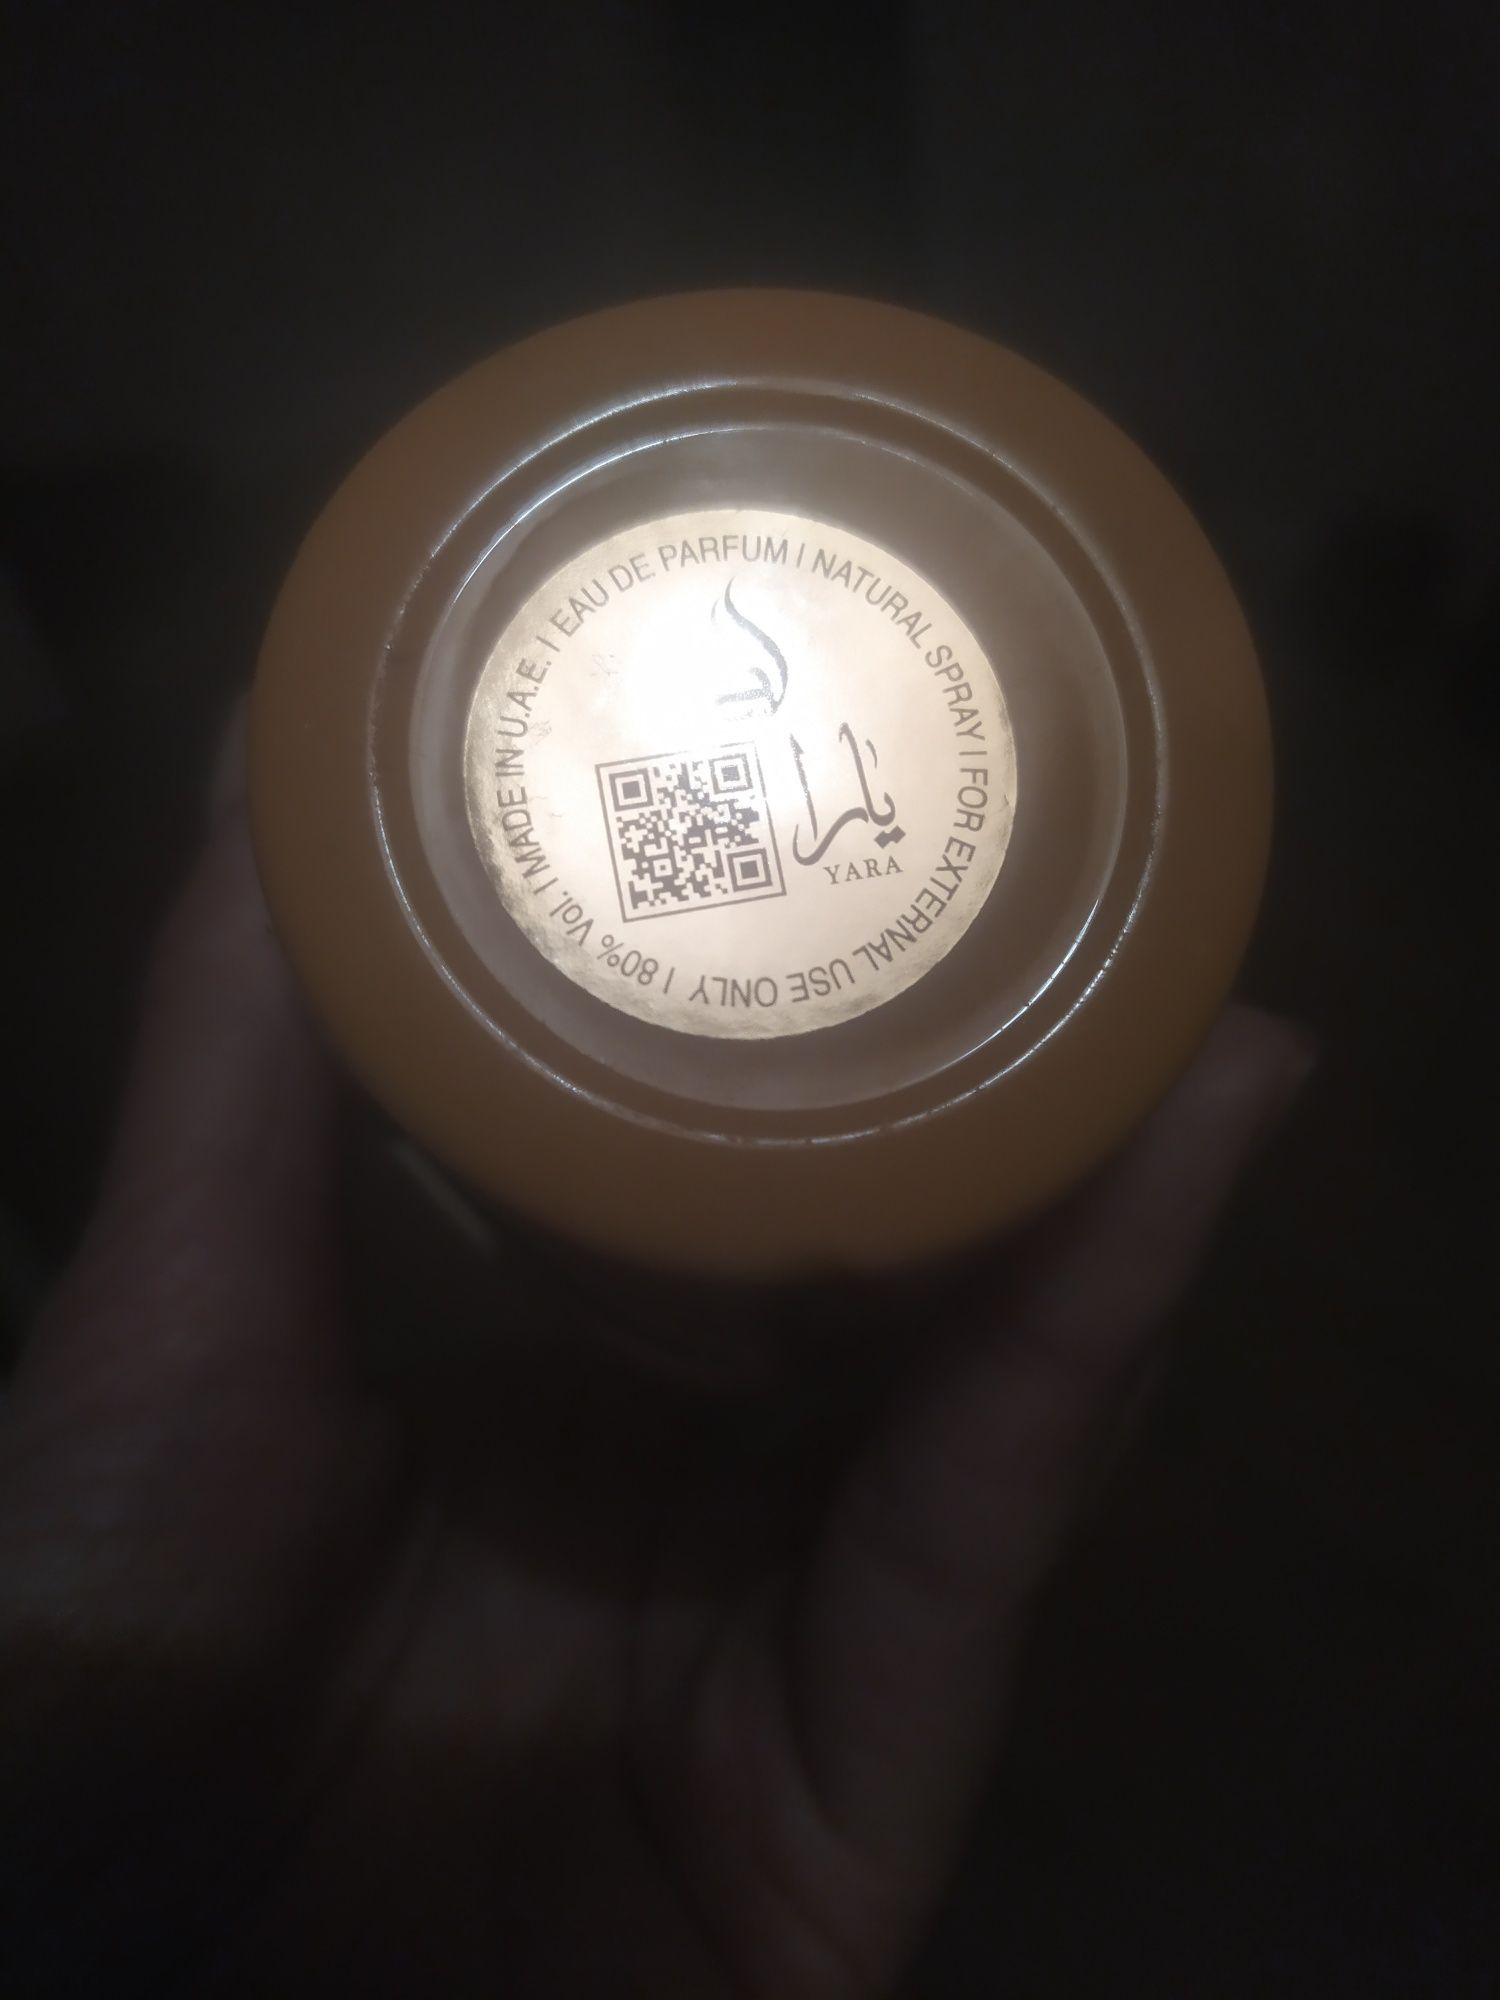 EAU DE PARFUM | NATURAL SPRAY | FOR EXTERNAL USE ONLY | 80% Vol. | MADE IN U.A.E. |
يارا
YARA